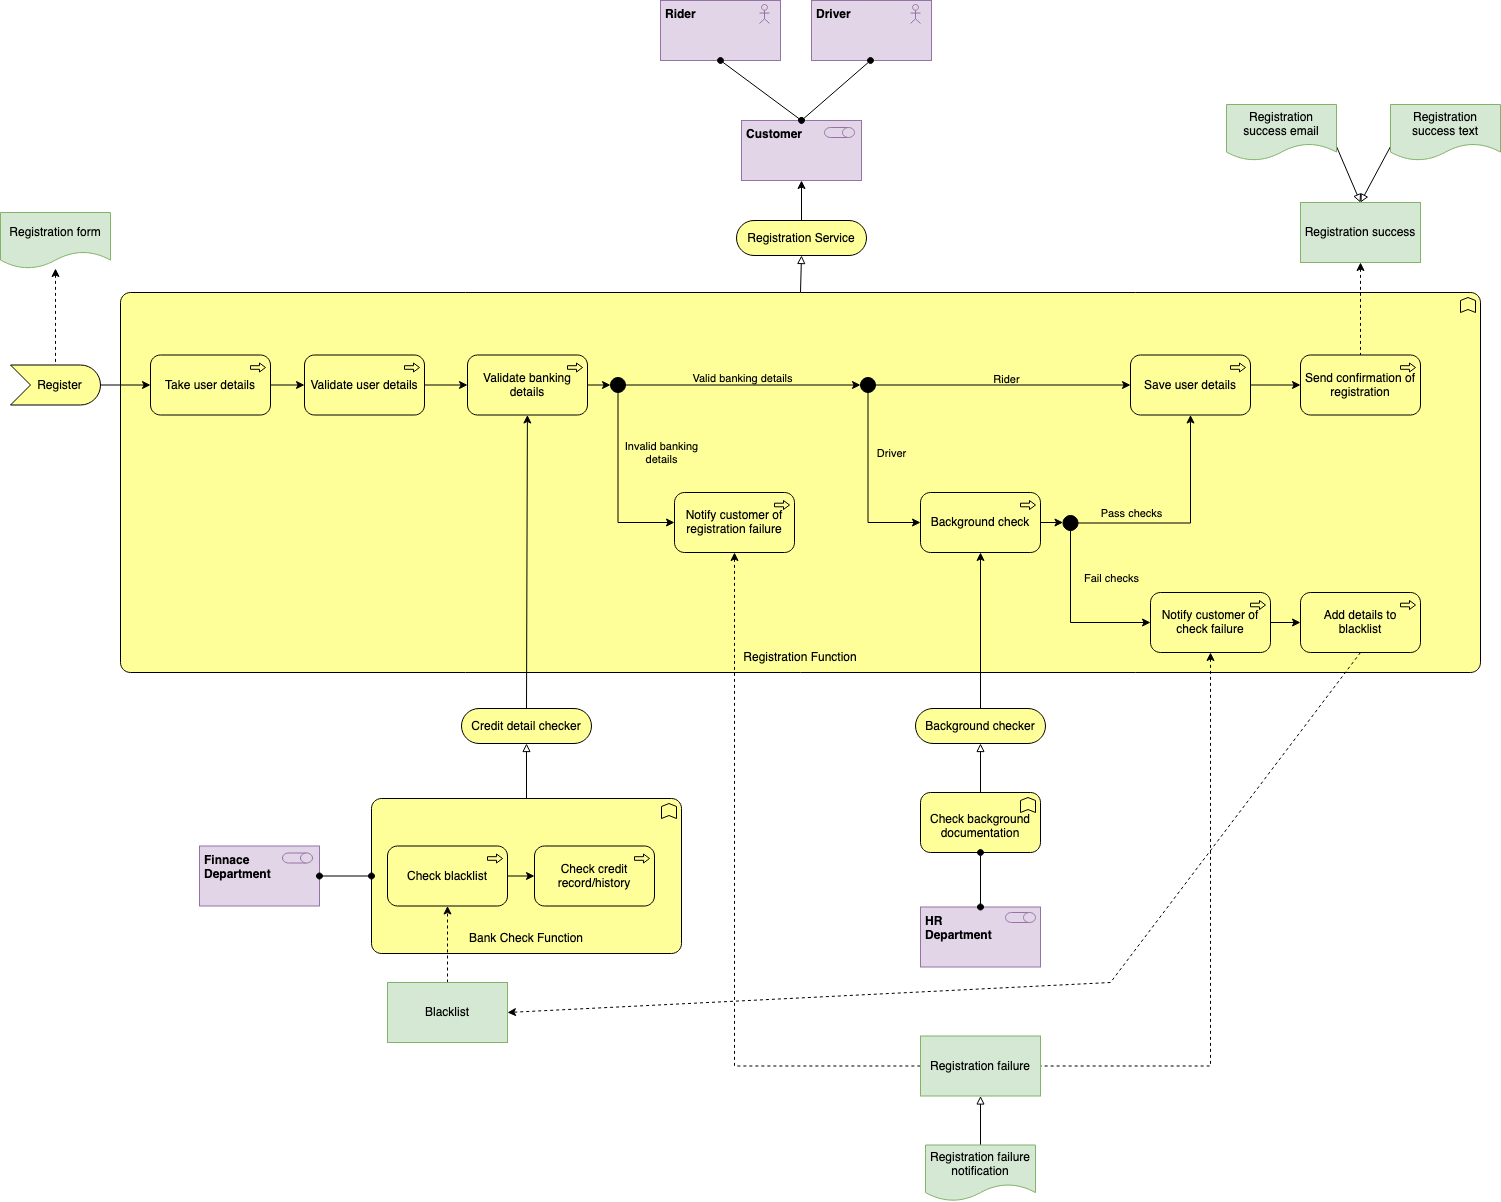 Rider
Driver
Customer
Registration
success email
Registration
success text
Registration form
Registration Service
Registration success
Register
Take user details
Validate user details
Validate banking
details
Valid banking details
Rider
Save user details
Send confirmation of
registration
Invalid banking
details
Driver
Notify customer of
registration failure
Background check
Pass checks
Fail checks
Notify customer of
check failure
Add details to
blacklist
Registration Function
Credit detail checker
Background checker
Finnace
Department
Check blacklist
Check credit
record/history
Bank Check Function
Check background
documentation
HR
Department
Blacklist
Registration failure
Registration failure
notification